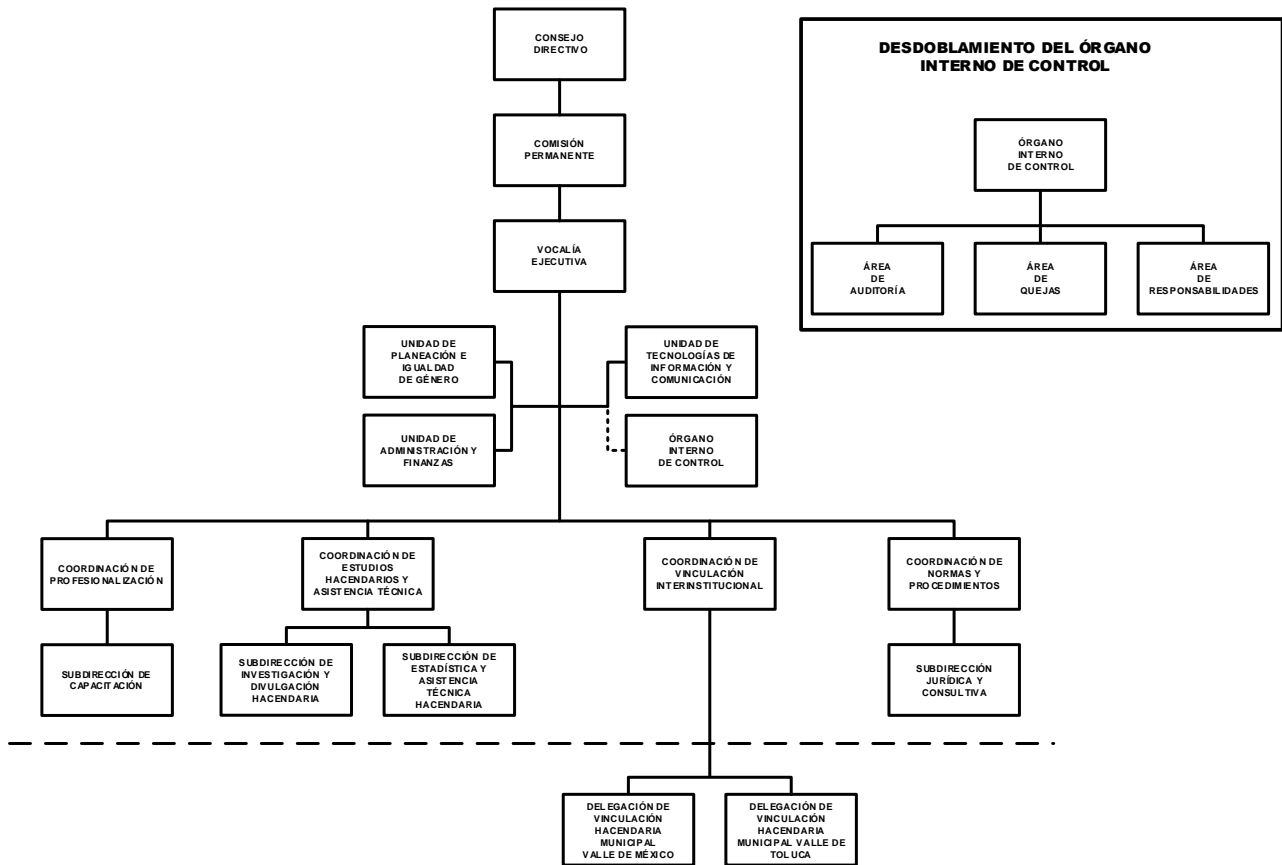 CONSEJO
DIRECTIVO
COMISIÓN
PERMANENTE
VOCALÍA
EJECUTIVA
DESDOBLAMIENTO DEL ÓRGANO
INTERNO DE CONTROL
ÓRGANO
INTERNO
DE CONTROL
ÁREA
DE
AUDITORÍA
ÁREA
DE
QUEJAS
ÁREA
DE
RESPONSABILIDADES
UNIDAD DE
PLANEACIÓN E
IGUALDAD
DE GÉNERO
UNIDAD DE
TECNOLOGÍAS DE
INFORMACIÓN Y
COMUNICACIÓN
UNIDAD DE
ADMINISTRACIÓN Y
FINANZAS
ÓRGANO
INTERNO
DE CONTROL
COORDINACIÓN DE
PROFESIONALIZACIÓN
COORDINACIÓN DE
ESTUDIOS
HACENDARIOS Y
ASISTENCIA TÉCNICA
COORDINACIÓN DE
VINCULACIÓN
INTERINSTITUCIONAL
COORDINACIÓN DE
NORMAS Y
PROCEDIMIENTOS
SUBDIRECCIÓN DE
CAPACITACIÓN
SUBDIRECCIÓN DE
INVESTIGACIÓN Y
DIVULGACIÓN
HACENDARIA
SUBDIRECCIÓN DE
ESTADÍSTICA Y
ASISTENCIA
TÉCNICA
HACENDARIA
SUBDIRECCIÓN
JURÍDICA Y
CONSULTIVA
DELEGACIÓN DE
VINCULACIÓN
HACENDARIA
MUNICIPAL
VALLE DE MÉXICO
DELEGACIÓN DE
VINCULACIÓN
HACENDARIA
MUNICIPAL VALLE DE
TOLUCA